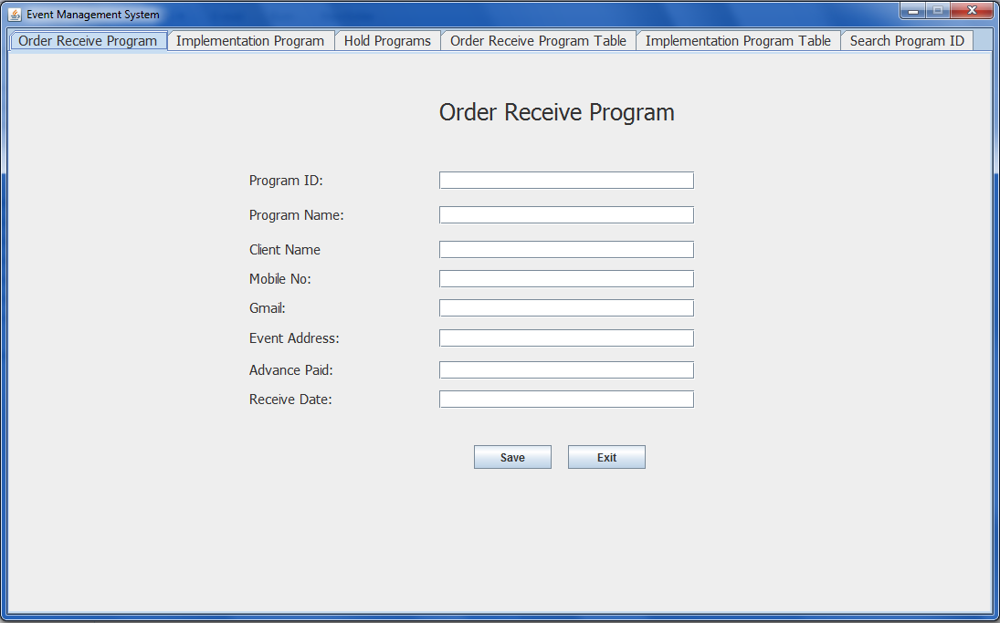 Event Management System
Order Receive Program Implementation Program Hold Programs Order Receive Program Table Implementation Program Table Search Program ID
Order Receive Program
Program ID:
Program Name:
Client Name
Mobile No:
Gmail:
Event Address:
Advance Paid:
Receive Date:
Save Exit